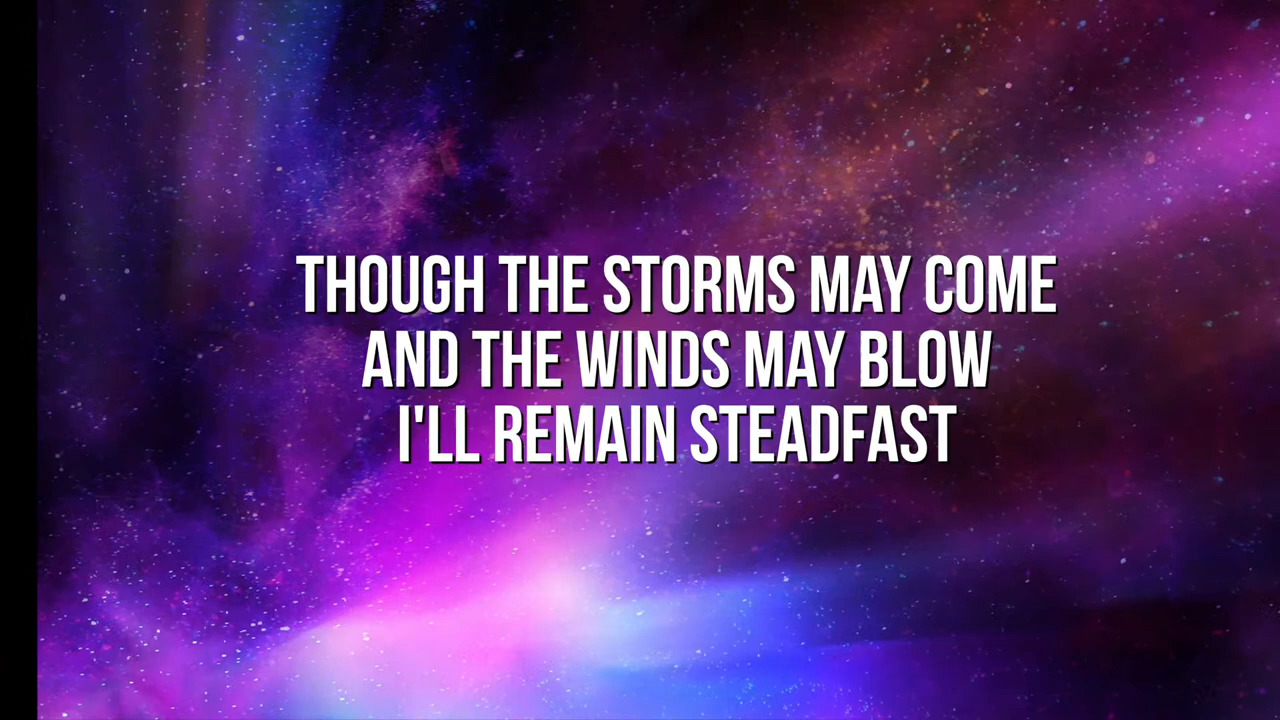 THOUGH THE STORMS MAY COME
AND THE WINDS MAY BLOW
I'LL REMAIN STEADFAST